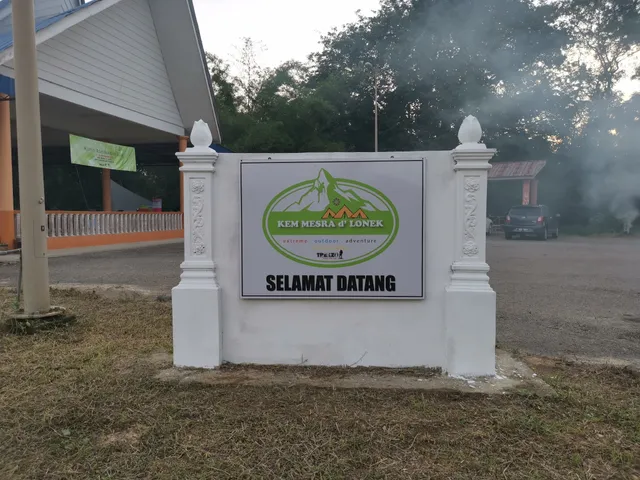 KEM MESRA d' LONEK
extreme outdoor adventure
SELAMAT DATANG